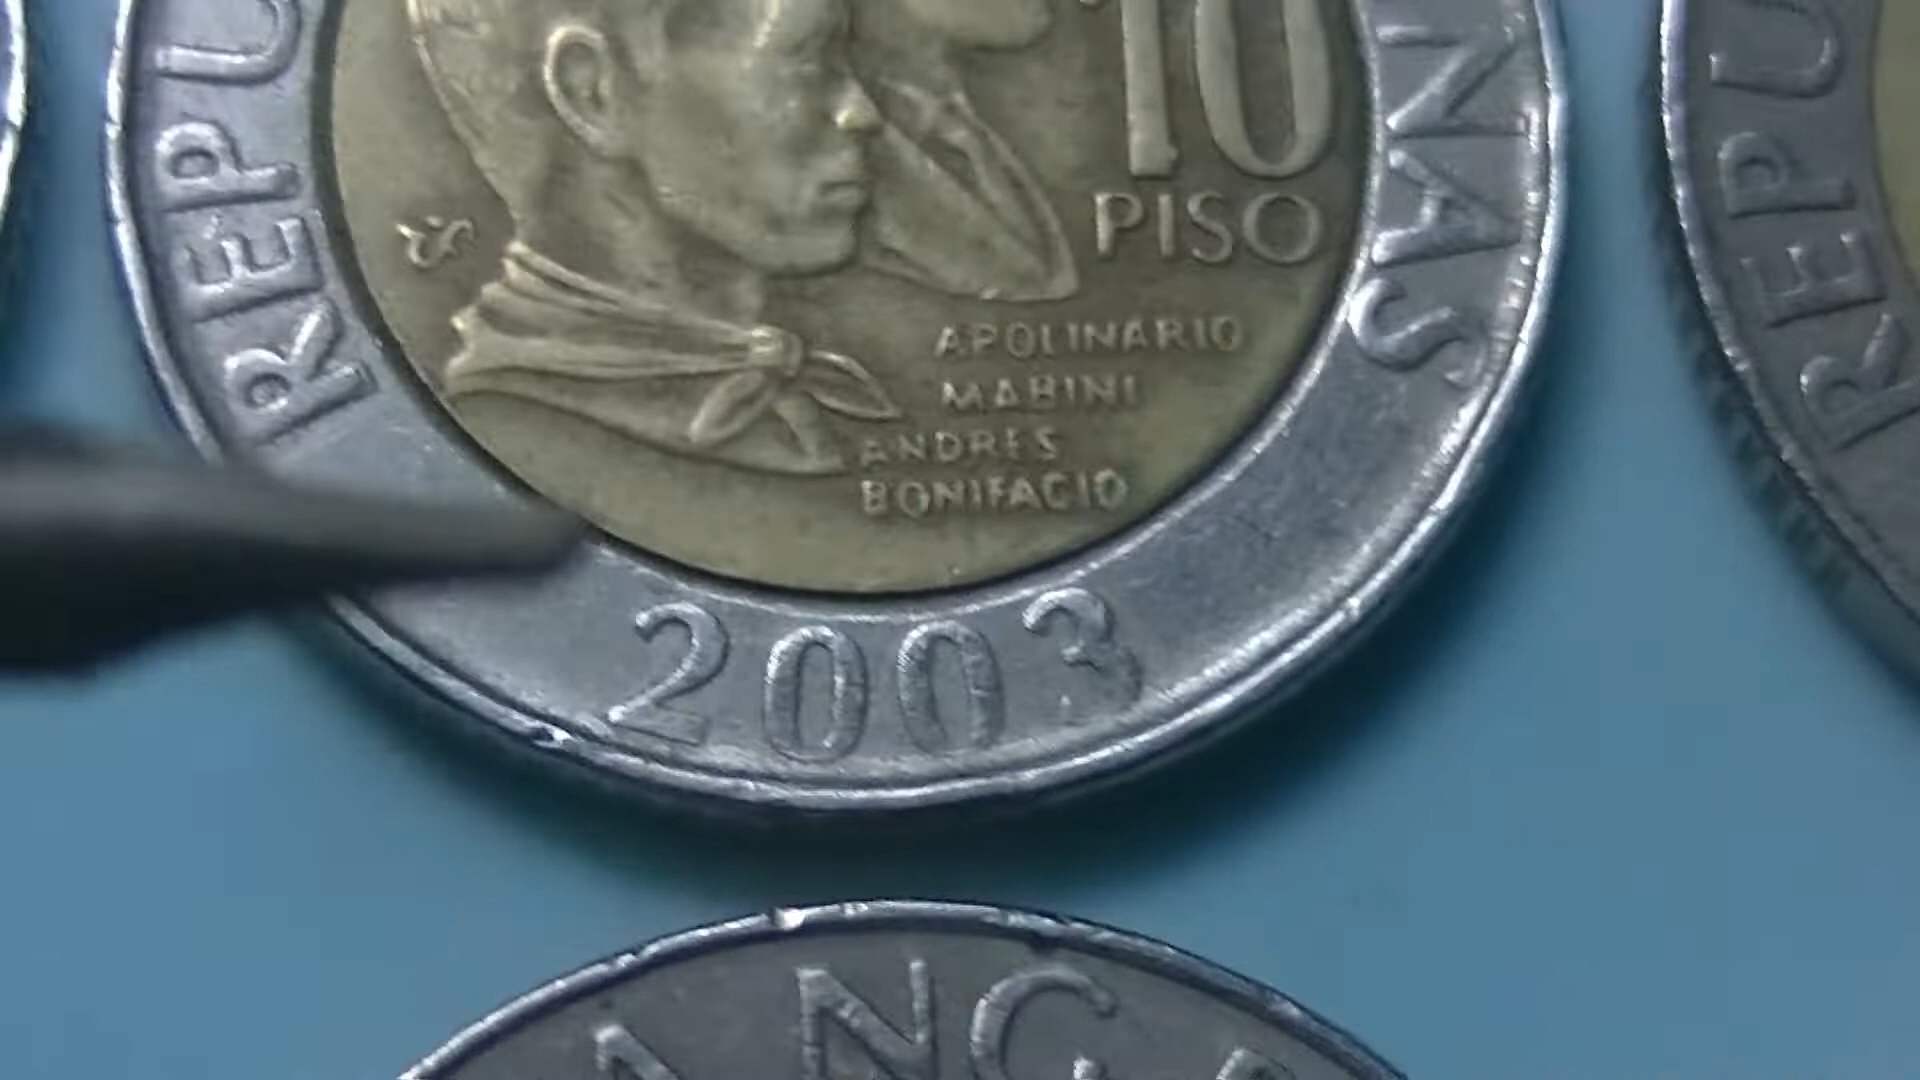 REPU
10
PISO
NAS
APOLINARIO
MABINI
ANDRES
BONIFACIO
2003
REPU
A NG